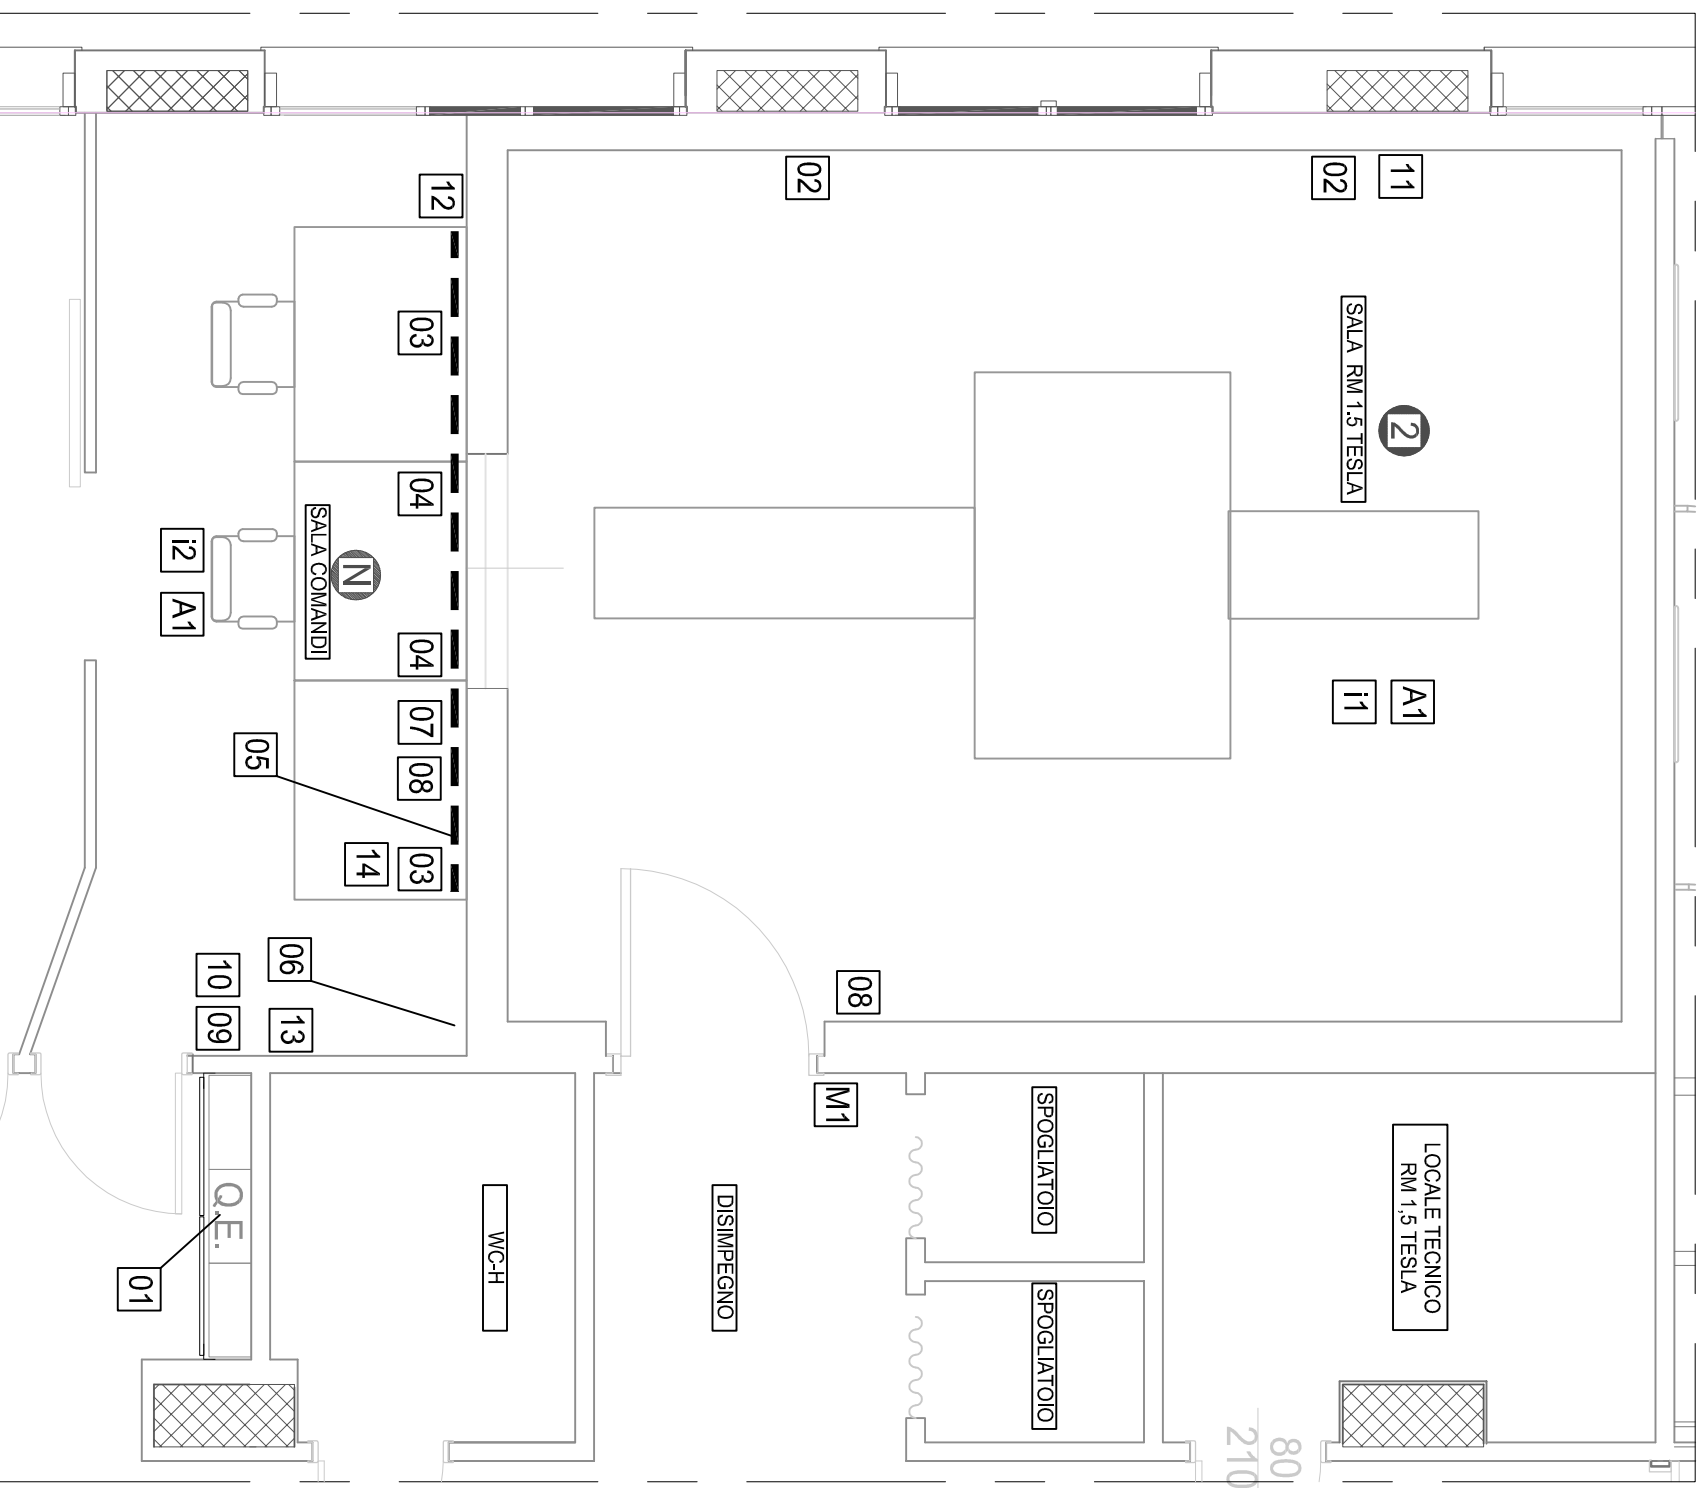 12
02
02
11
03
SALA RM 1.5 TESLA
2
04
SALA COMANDI
N
i2
A1
04
i1
A1
07
05
08
14
03
06
10
08
09
13
M1
SPOGLIATOIO
LOCALE TECNICO
RM 1,5 TESLA
Q.E.
WC-H
DISIMPEGNO
01
SPOGLIATOIO
80
210